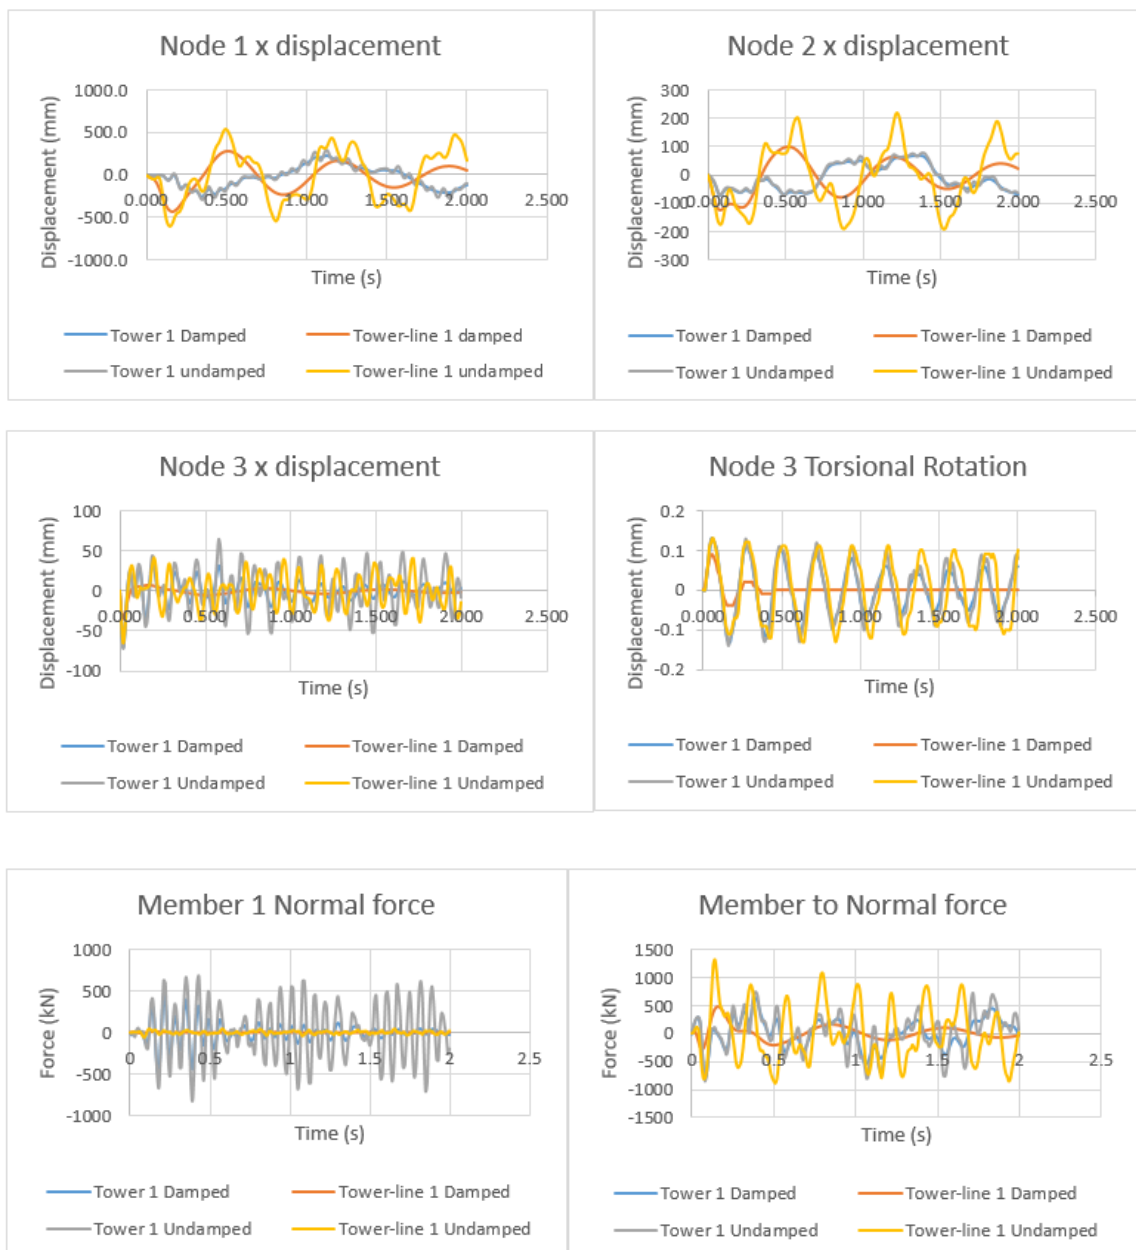 Node 1 x displacement
1000.0
500.0
0.0
-500.0
-1000.0
Displacement (mm)
0.000 0.500 1.000 1.500 2.000 2.500
Time (s)
Tower 1 Damped Tower-line 1 damped
Tower 1 undamped Tower-line 1 undamped
Node 2 x displacement
300
200
100
0
-100
-200
-300
Displacement (mm)
0.000 0.500 1.000 1.500 2.000 2.500
Time (s)
Tower 1 Damped Tower-line 1 Damped
Tower 1 Undamped Tower-line 1 Undamped
Node 3 x displacement
100
50
0
-50
-100
Displacement (mm)
0.000 0.500 1.000 1.500 2.000 2.500
Time (s)
Tower 1 Damped Tower-line 1 Damped
Tower 1 Undamped Tower-line 1 Undamped
Node 3 Torsional Rotation
0.2
0.1
0
-0.1
-0.2
Displacement (mm)
0.000 0.500 1.000 1.500 2.000 2.500
Time (s)
Tower 1 Damped Tower-line 1 Damped
Tower 1 Undamped Tower-line 1 Undamped
Member 1 Normal force
1000
500
0
-500
-1000
Force (kN)
0 0.5 1 1.5 2 2.5
Time (s)
Tower 1 Damped Tower-line 1 Damped
Tower 1 Undamped Tower-line 1 Undamped
Member to Normal force
1500
1000
500
0
-500
-1000
-1500
Force (kN)
0 0.5 1 1.5 2 2.5
Time (s)
Tower 1 Damped Tower-line 1 Damped
Tower 1 Undamped Tower-line 1 Undamped